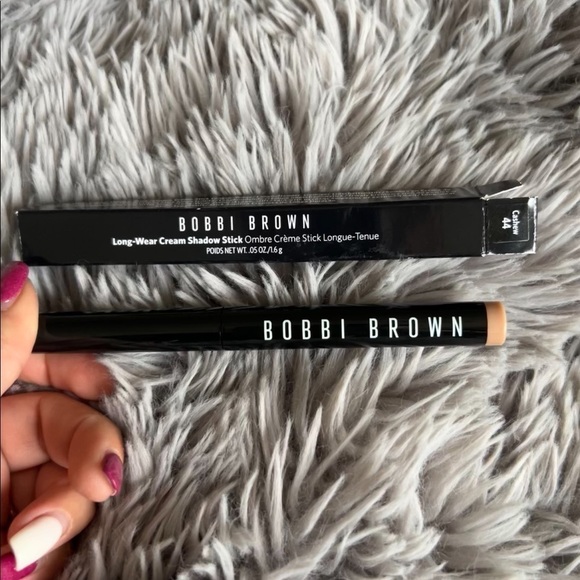 BOBBI BROWN
Long-Wear Cream Shadow Stick Ombre Crème Stick Longue-Tenue
POIDS NET WT. .05 OZ./1.6 g
Cashew
44
BOBBI BROWN